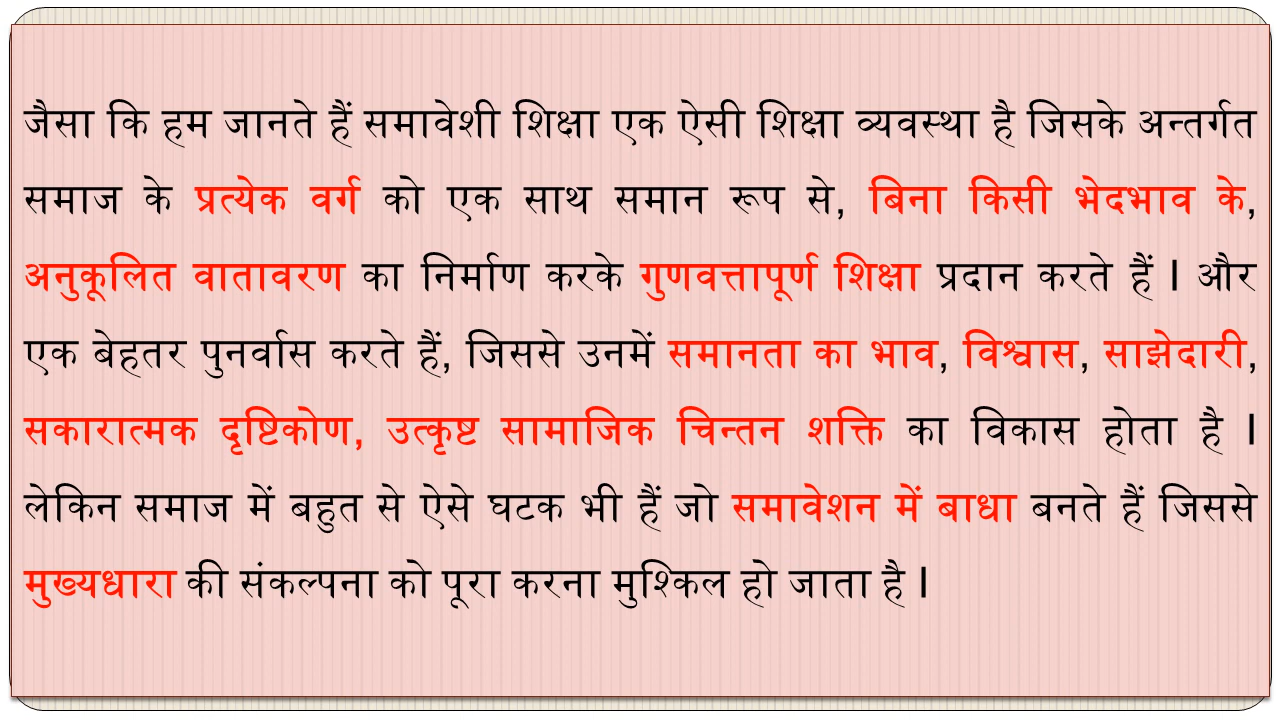 जैसा कि हम जानते हैं समावेशी शिक्षा एक ऐसी शिक्षा व्यवस्था है जिसके अन्तर्गत
समाज के प्रत्येक वर्ग को एक साथ समान रूप से, बिना किसी भेदभाव के,
अनुकूलित वातावरण का निर्माण करके गुणवत्तापूर्ण शिक्षा प्रदान करते हैं l और
एक बेहतर पुनर्वास करते हैं, जिससे उनमें समानता का भाव, विश्वास, साझेदारी,
सकारात्मक दृष्टिकोण, उत्कृष्ट सामाजिक चिन्तन शक्ति का विकास होता है l
लेकिन समाज में बहुत से ऐसे घटक भी हैं जो समावेशन में बाधा बनते हैं जिससे
मुख्यधारा की संकल्पना को पूरा करना मुश्किल हो जाता है l